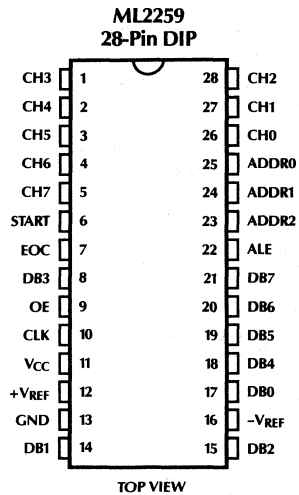 ML2259
28-Pin DIP
CH3 1 28 CH2
CH4 2 27 CH1
CH5 3 26 CH0
CH6 4 25 ADDR0
CH7 5 24 ADDR1
START 6 23 ADDR2
EOC 7 22 ALE
DB3 8 21 DB7
OE 9 20 DB6
CLK 10 19 DB5
VCC 11 18 DB4
+VREF 12 17 DB0
GND 13 16 −VREF
DB1 14 15 DB2
TOP VIEW